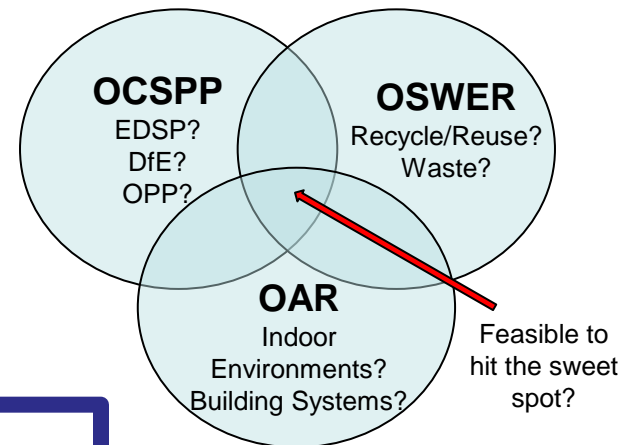 OCSPP
EDSP?
DfE?
OPP?
OSWER
Recycle/Reuse?
Waste?
OAR
Indoor
Environments?
Building Systems?
Feasible to
hit the sweet
spot?